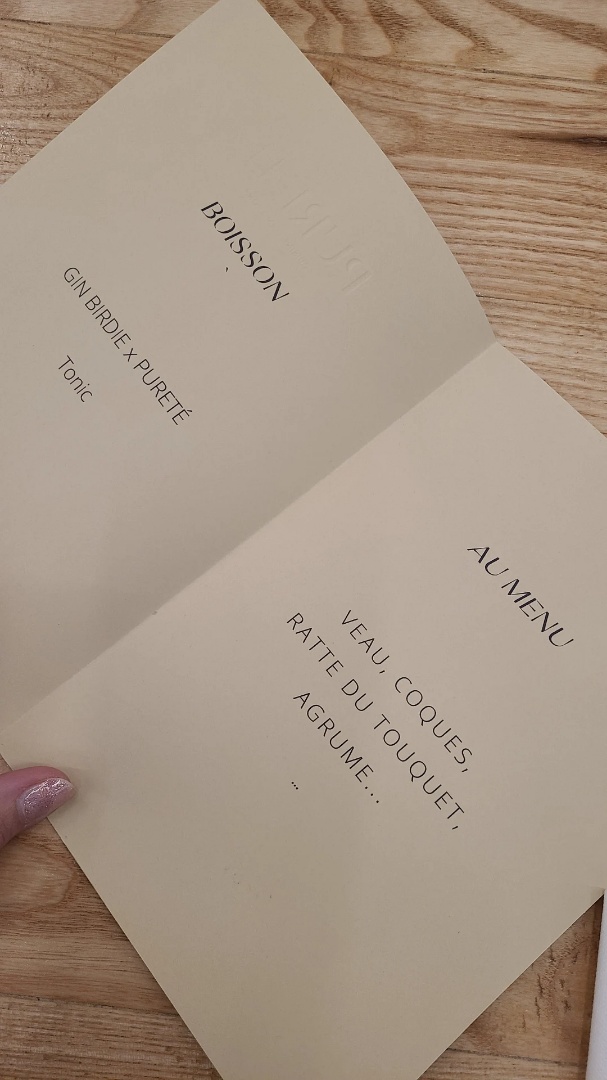 BOISSON
GIN BIRDIE x PURETÉ
Tonic
AU MENU
VEAU, COQUES,
RATTE DU TOUQUET,
AGRUME...
...